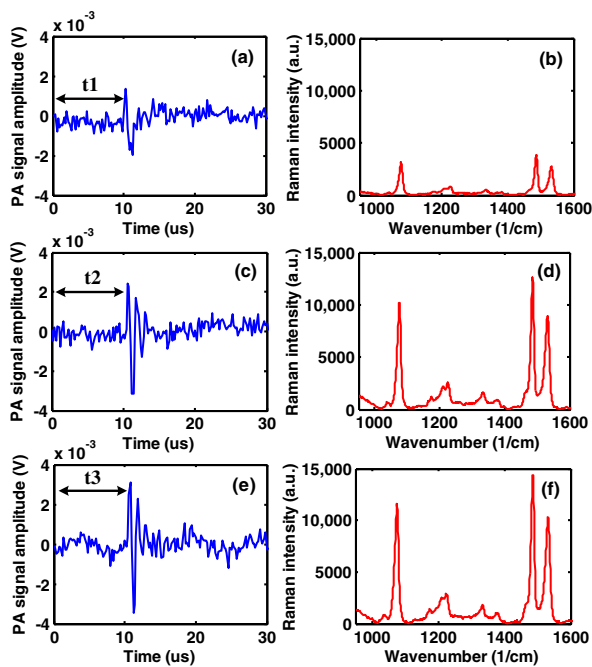 x 10⁻³
PA signal amplitude (V)
4
2
0
-2
-4
(a)
t1
0 10 20 30
Time (us)
Raman intensity (a.u.)
15,000
10,000
5000
0
(b)
1000 1200 1400 1600
Wavenumber (1/cm)
x 10⁻³
PA signal amplitude (V)
4
2
0
-2
-4
(c)
t2
0 10 20 30
Time (us)
Raman intensity (a.u.)
15,000
10,000
5000
0
(d)
1000 1200 1400 1600
Wavenumber (1/cm)
x 10⁻³
PA signal amplitude (V)
4
2
0
-2
-4
t3
(e)
0 10 20 30
Time (us)
Raman intensity (a.u.)
15,000
10,000
5000
0
(f)
1000 1200 1400 1600
Wavenumber (1/cm)